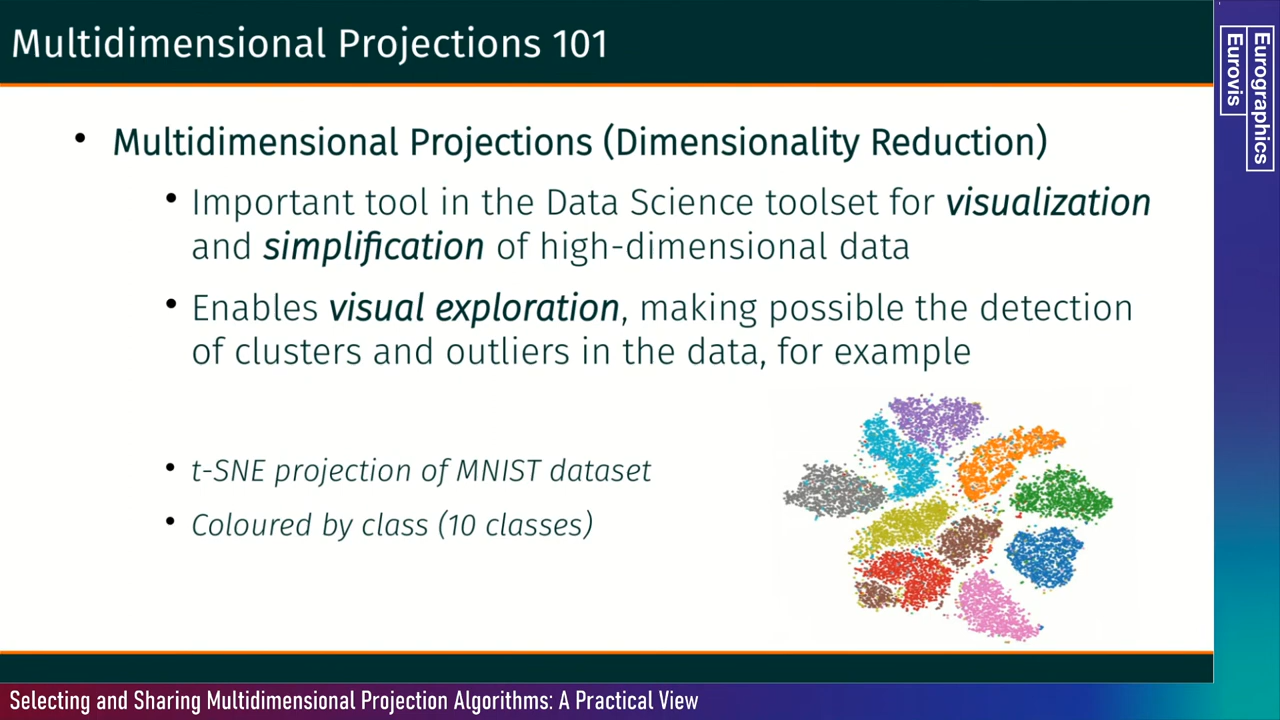 Multidimensional Projections 101
• Multidimensional Projections (Dimensionality Reduction)
• Important tool in the Data Science toolset for visualization
and simplification of high-dimensional data
• Enables visual exploration, making possible the detection
of clusters and outliers in the data, for example
• t-SNE projection of MNIST dataset
• Coloured by class (10 classes)
Eurographics
Eurovis
Selecting and Sharing Multidimensional Projection Algorithms: A Practical View